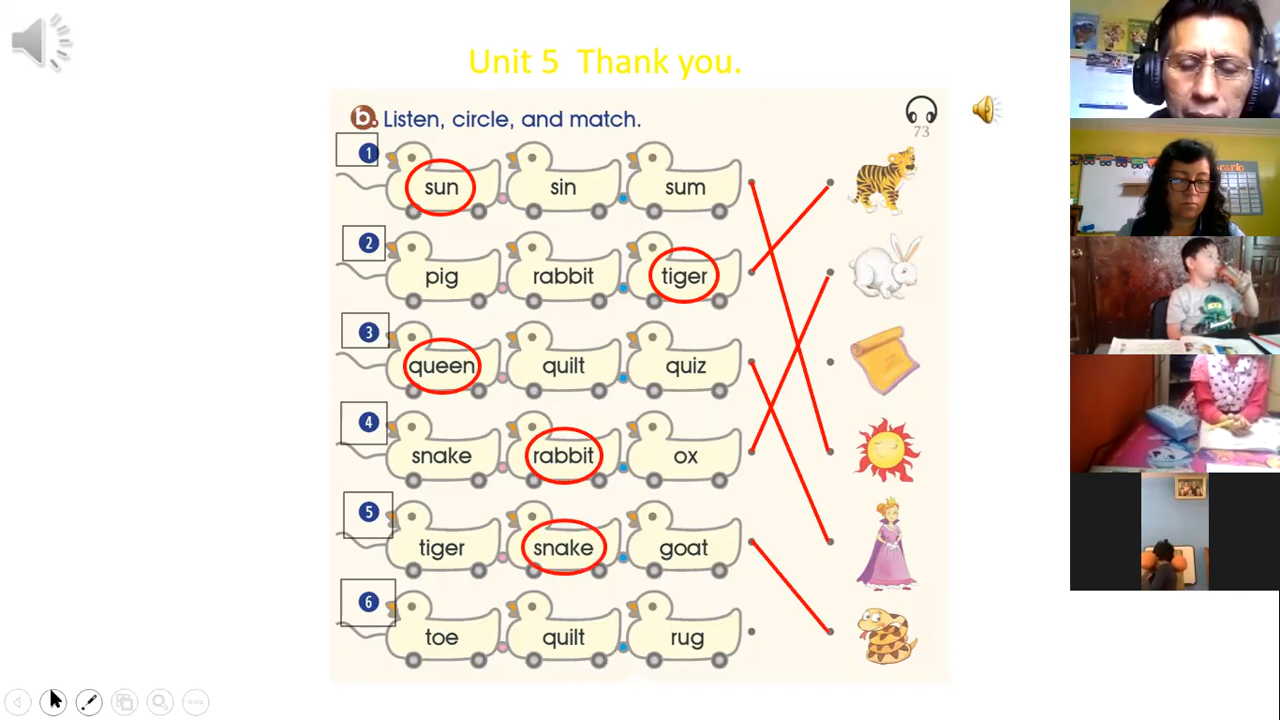 Unit 5 Thank you.
b. Listen, circle, and match.
73
1 sun sin sum
2 pig rabbit tiger
3 queen quilt quiz
4 snake rabbit ox
5 tiger snake goat
6 toe quilt rug